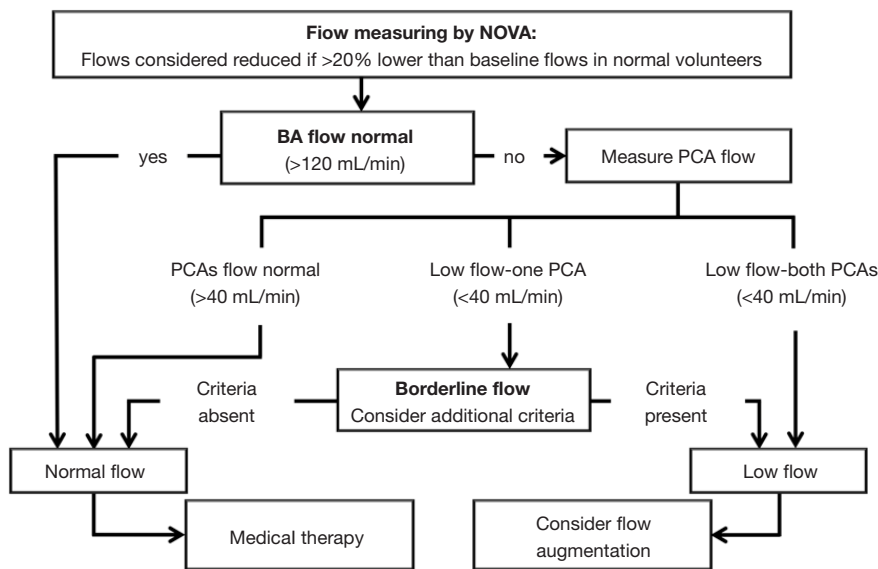 Fiow measuring by NOVA:
Flows considered reduced if >20% lower than baseline flows in normal volunteers
BA flow normal
(>120 mL/min)
yes
no
Measure PCA flow
PCAs flow normal
(>40 mL/min)
Low flow-one PCA
(<40 mL/min)
Low flow-both PCAs
(<40 mL/min)
Criteria
absent
Borderline flow
Consider additional criteria
Criteria
present
Normal flow
Low flow
Medical therapy
Consider flow
augmentation